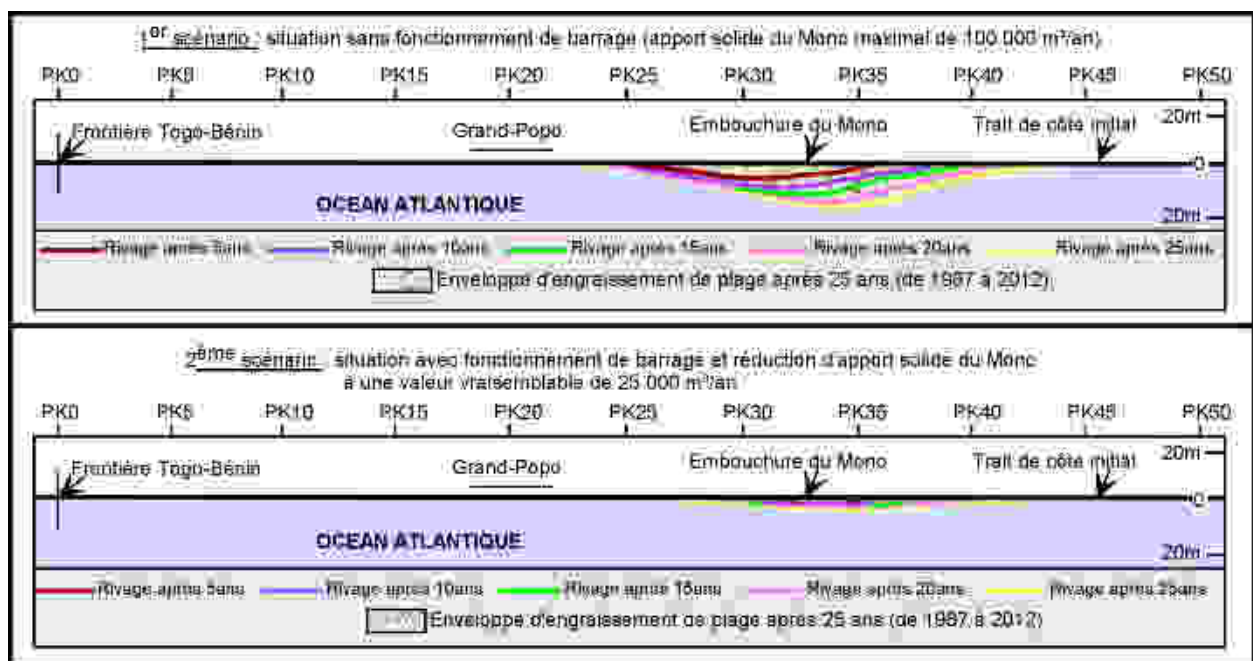 1er scénario : situation sans fonctionnement de barrage (apport solide du Mono (maximal de 100 000 m³/an)
PK0 PK5 PK10 PK15 PK20 PK25 PK30 PK35 PK40 PK45 PK50
Frontière Togo-Bénin Grand-Popo Embouchure du Mono Trait de côte initial 20m
0
OCEAN ATLANTIQUE 20m
Rivage après 5ans Rivage après 10ans Rivage après 15ans Rivage après 20ans Rivage après 25ans
Enveloppe d'engraissement de plage après 25 ans (de 1987 à 2012)
2ème scénario : situation avec fonctionnement de barrage et réduction d'apport solide du Mono
à une valeur vraisemblable de 25 000 m³/an
PK0 PK5 PK10 PK15 PK20 PK25 PK30 PK35 PK40 PK45 PK50
Frontière Togo-Bénin Grand-Popo Embouchure du Mono Trait de côte initial 20m
0
OCEAN ATLANTIQUE 20m
Rivage après 5ans Rivage après 10ans Rivage après 15ans Rivage après 20ans Rivage après 25ans
Enveloppe d'engraissement de plage après 25 ans (de 1987 à 2012)